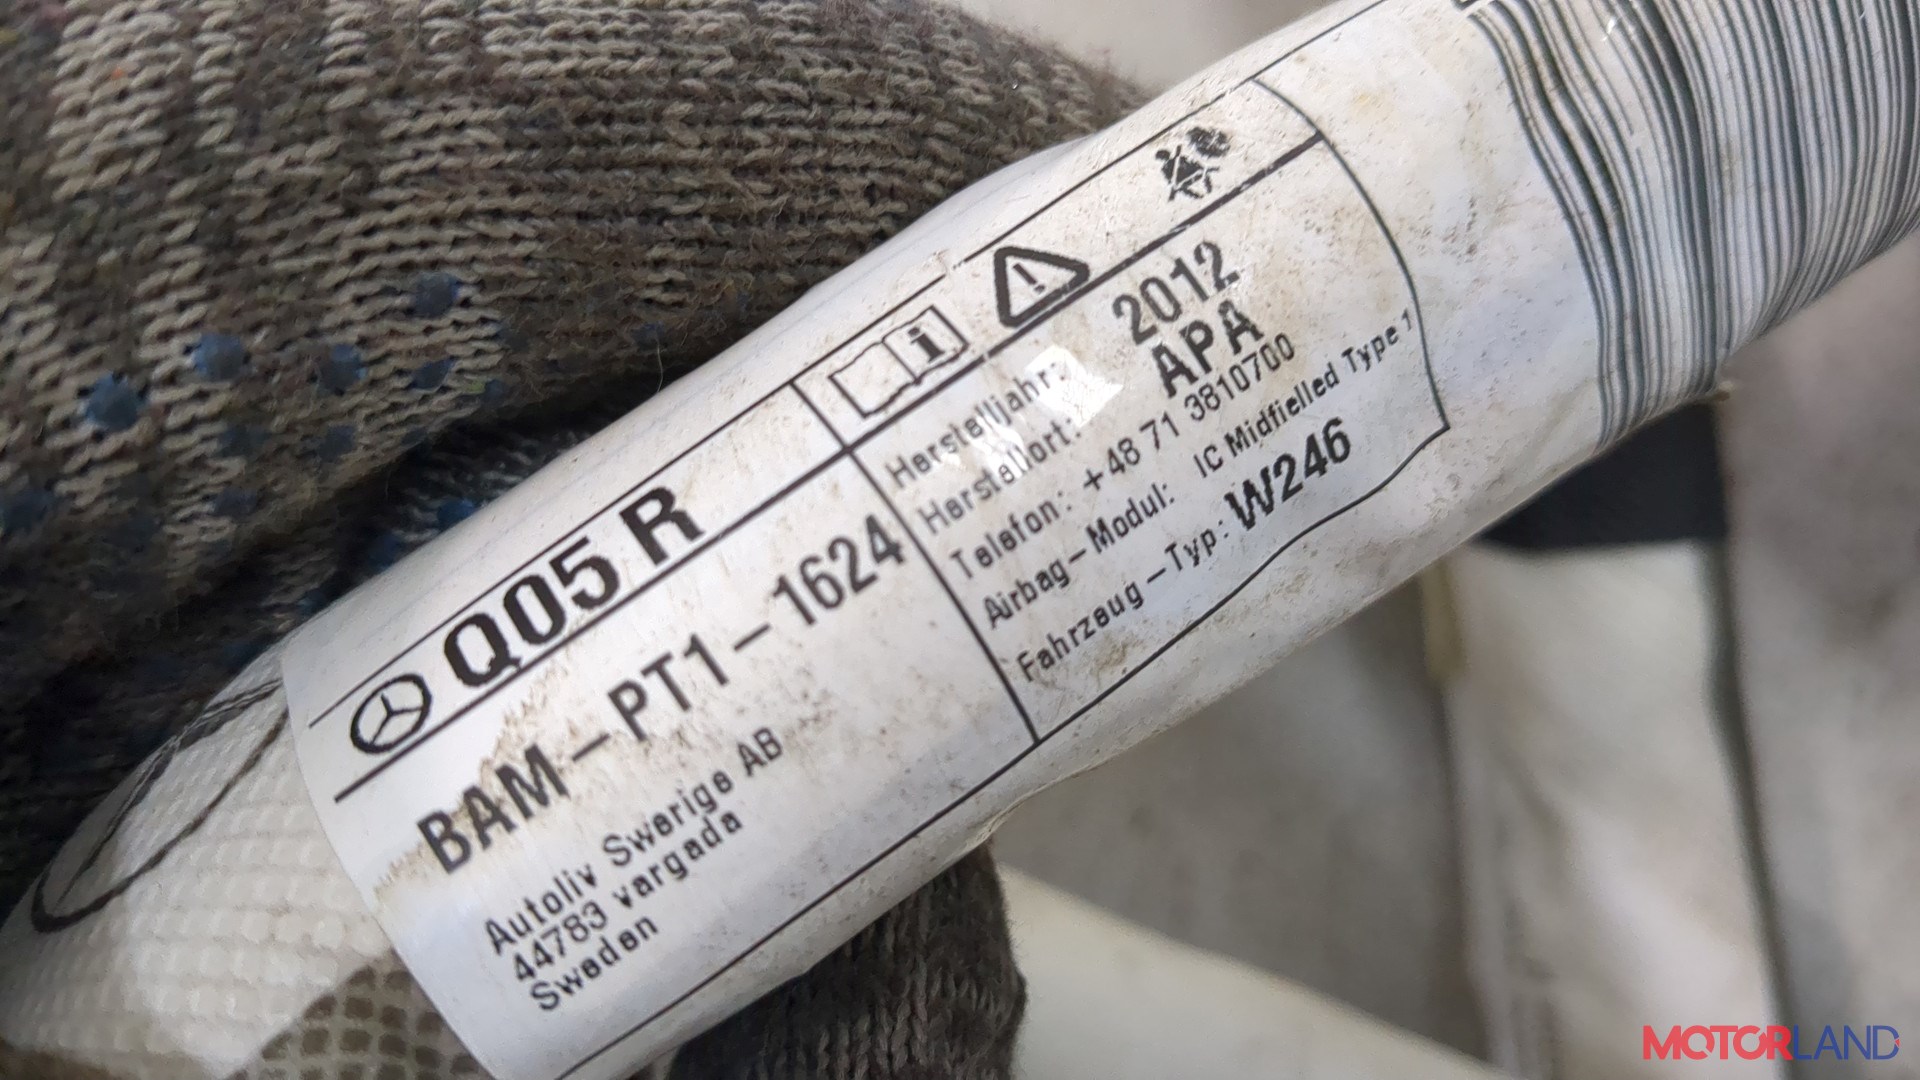 Q05 R
BAM-PT1-1624
Autoliv Swerige AB
44783 vargada
Sweden
Herstelljahr: 2012
Herstellort: APA
Telefon: +48 71 3810700
Airbag-Modul: IC Midfielled Type 1
Fahrzeug-Typ: W246
MOTORLAND